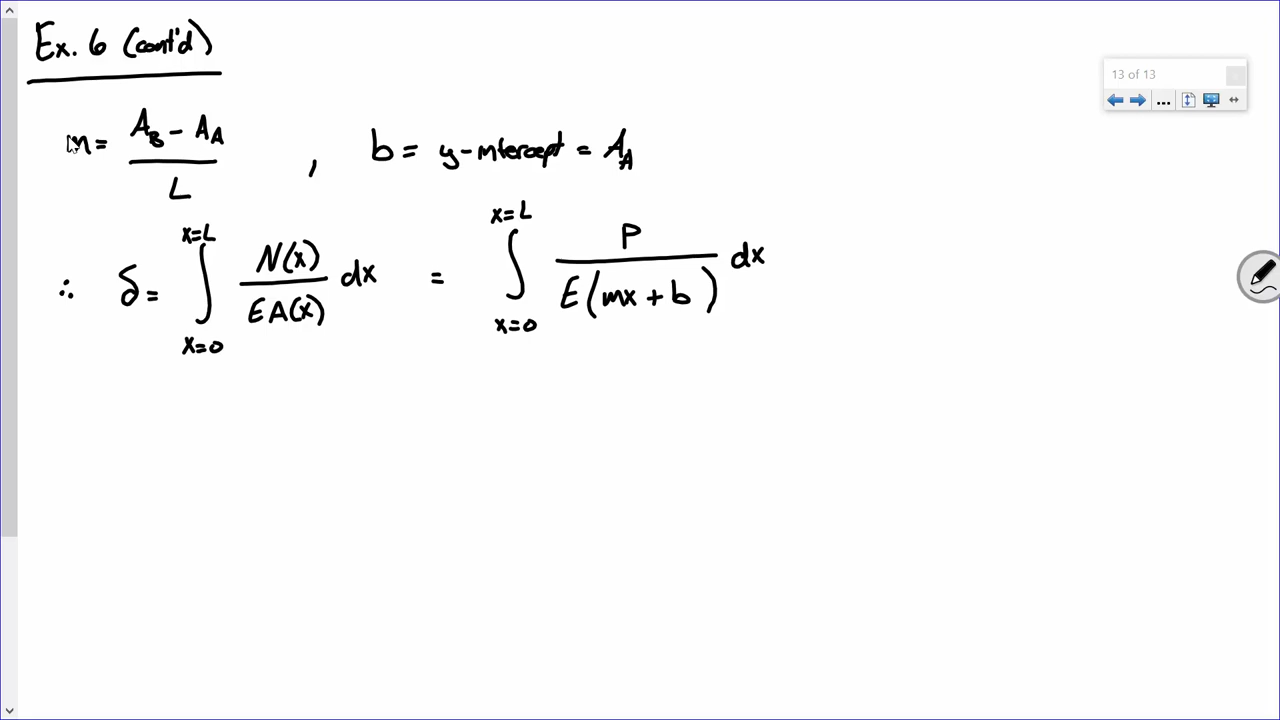 Ex. 6 (cont'd)
13 of 13
m = (A_B - A_A) / L , b = y-intercept = A_A
∴ δ = ∫_{x=0}^{x=L} N(x) / EA(x) dx = ∫_{x=0}^{x=L} P / E(mx + b) dx